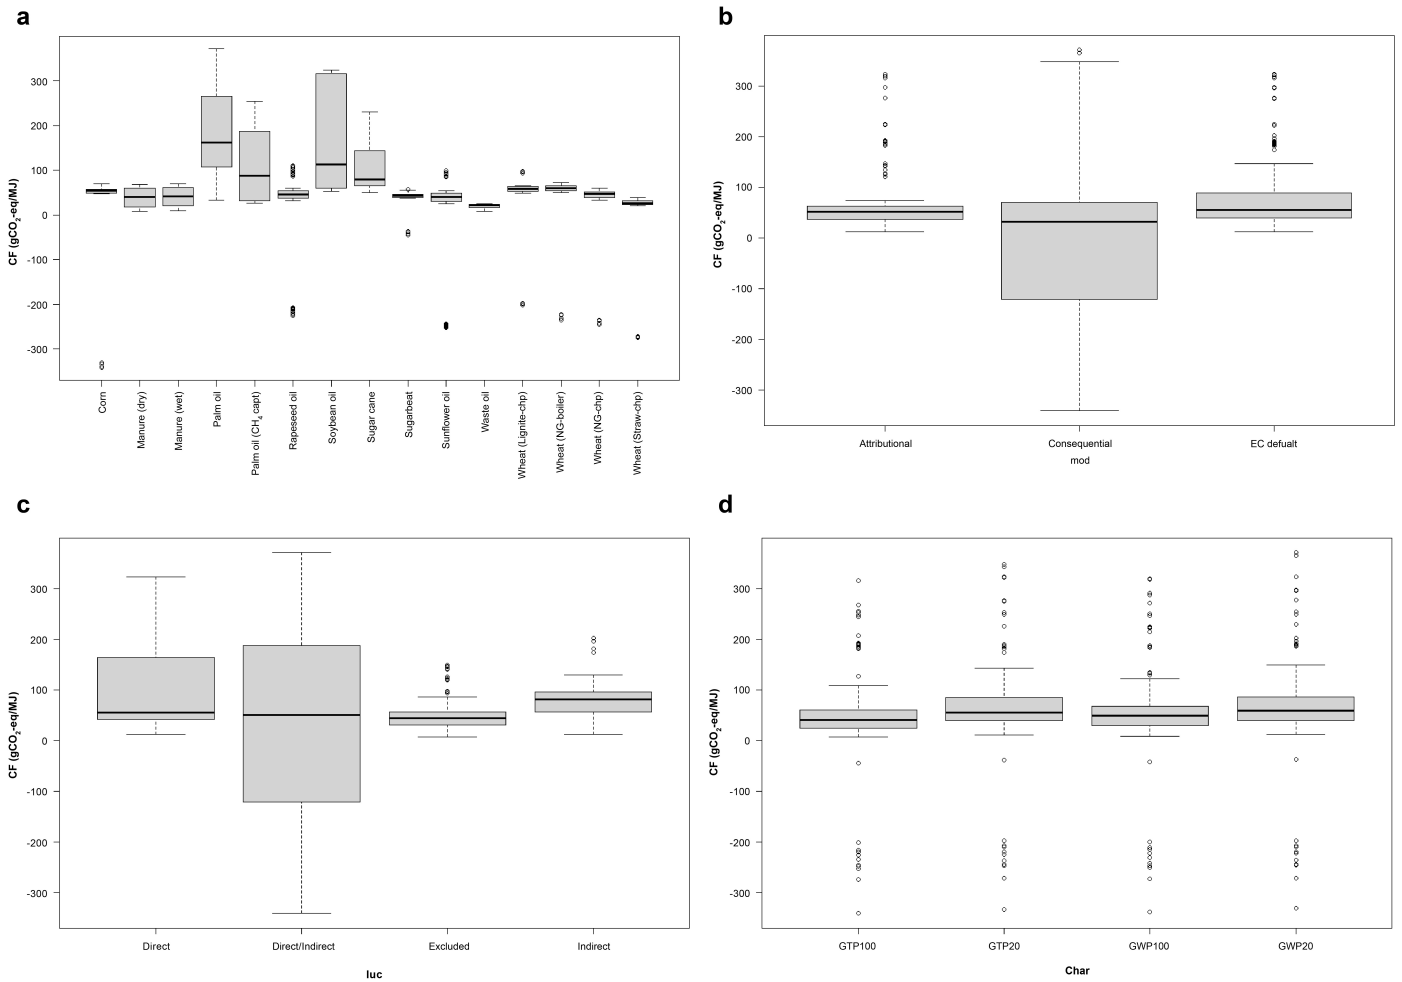 a
CF (gCO2-eq/MJ)
300
200
100
0
-100
-200
-300
Corn
Manure (dry)
Manure (wet)
Palm oil
Palm oil (CH4 capt)
Rapeseed oil
Soybean oil
Sugar cane
Sugarbeat
Sunflower oil
Waste oil
Wheat (Lignite-chp)
Wheat (NG-boiler)
Wheat (NG-chp)
Wheat (Straw-chp)
b
CF (gCO2-eq/MJ)
300
200
100
0
-100
-200
-300
Attributional
Consequential
EC defualt
mod
c
CF (gCO2-eq/MJ)
300
200
100
0
-100
-200
-300
Direct
Direct/Indirect
Excluded
Indirect
luc
d
CF (gCO2-eq/MJ)
300
200
100
0
-100
-200
-300
GTP100
GTP20
GWP100
GWP20
Char